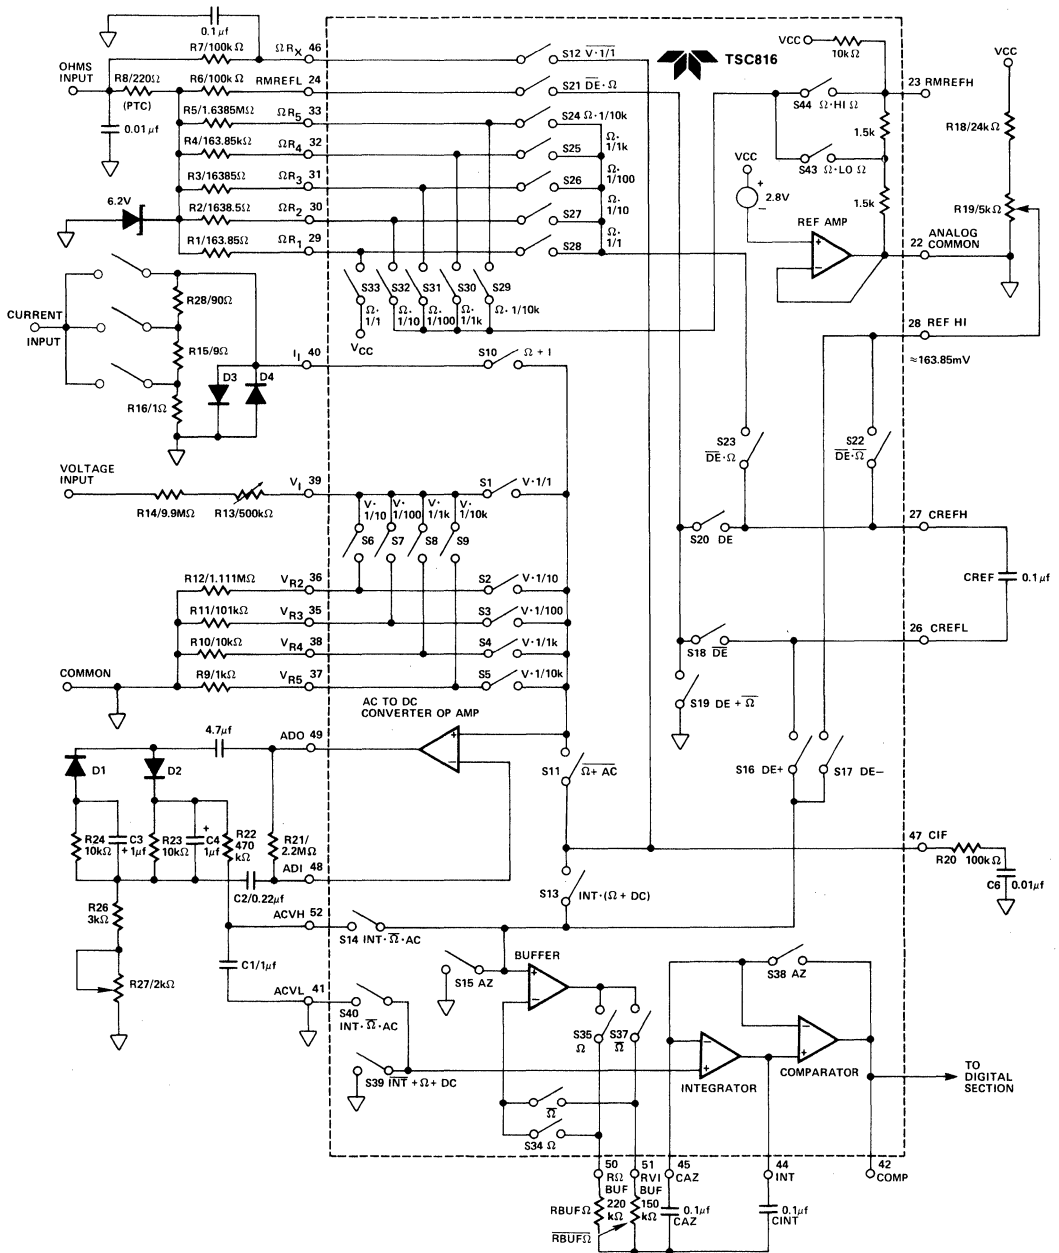 0.1μf
R7/100kΩ
ΩRX 46
S12 V·1/1
TSC816
VCC
10kΩ
VCC
OHMS INPUT
R8/220Ω
(PTC)
R6/100kΩ
RMREFL 24
S21 DE·Ω
S44 Ω·HI Ω
23 RMREFH
0.01μf
R5/1.6385MΩ
ΩR5 33
S24 Ω·1/10k
1.5k
R18/24kΩ
R4/163.85kΩ
ΩR4 32
S25
Ω·1/1k
S43 Ω·LO Ω
R3/16385Ω
ΩR3 31
S26
Ω·1/100
VCC
+
2.8V
−
1.5k
6.2V
R2/1638.5Ω
ΩR2 30
S27
Ω·1/10
REF AMP
R19/5kΩ
R1/163.85Ω
ΩR1 29
S28
Ω·1/1
+
−
22 ANALOG COMMON
S33 S32 S31 S30 S29
Ω·1/1
Ω·1/10
Ω·1/100
Ω·1/1k
Ω·1/10k
VCC
R28/90Ω
CURRENT INPUT
R15/9Ω
R16/1Ω
D3 D4
II 40
S10 Ω + I
28 REF HI
≈163.85mV
S23
DE·Ω
S22
DE·Ω
VOLTAGE INPUT
R14/9.9MΩ
R13/500kΩ
VI 39
S1 V·1/1
V·1/10
V·1/100
V·1/1k
V·1/10k
S6 S7 S8 S9
S20 DE
27 CREFH
CREF 0.1μf
R12/1.111MΩ
VR2 36
S2 V·1/10
R11/101kΩ
VR3 35
S3 V·1/100
R10/10kΩ
VR4 38
S4 V·1/1k
S18 DE
26 CREFL
COMMON
R9/1kΩ
VR5 37
S5 V·1/10k
S19 DE + Ω
AC TO DC
CONVERTER OP AMP
4.7μf
ADO 49
+
−
S11 Ω+ AC
S16 DE+
S17 DE−
D1
D2
R24 10kΩ
C3 + 1μf
R23 10kΩ
+ C4 1μf
R22 470 kΩ
R21/ 2.2MΩ
47 CIF
R20 100kΩ
C6 0.01μf
ADI 48
C2/0.22μf
S13 INT·(Ω + DC)
R26 3kΩ
ACVH 52
S14 INT·Ω·AC
R27/2kΩ
C1/1μf
S15 AZ
BUFFER
+
−
S38 AZ
ACVL 41
S40
INT·Ω·AC
S35 Ω
S37 Ω
−
+
INTEGRATOR
−
+
COMPARATOR
S39 INT + Ω + DC
TO DIGITAL SECTION
Ω
S34 Ω
50 RΩ BUF
51 RVI BUF
45 CAZ
44 INT
42 COMP
RBUFΩ 220 kΩ
RBUFΩ 150 kΩ
0.1μf CAZ
0.1μf CINT